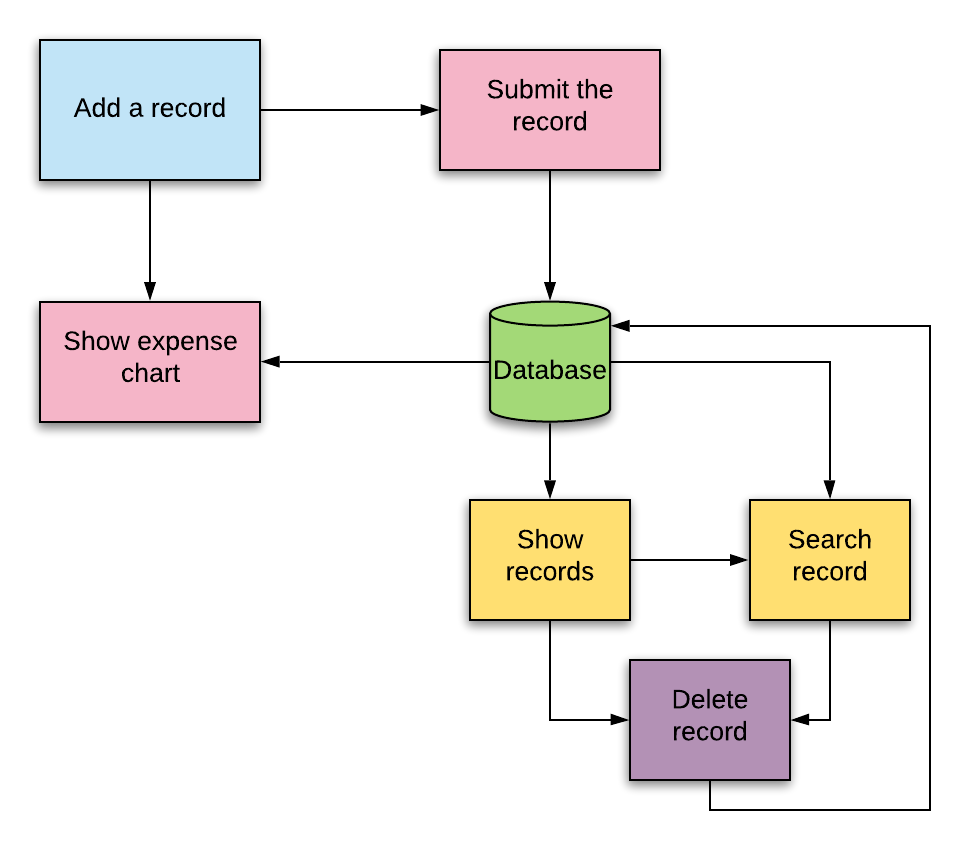 Add a record
Submit the
record
Show expense
chart
Database
Show
records
Search
record
Delete
record